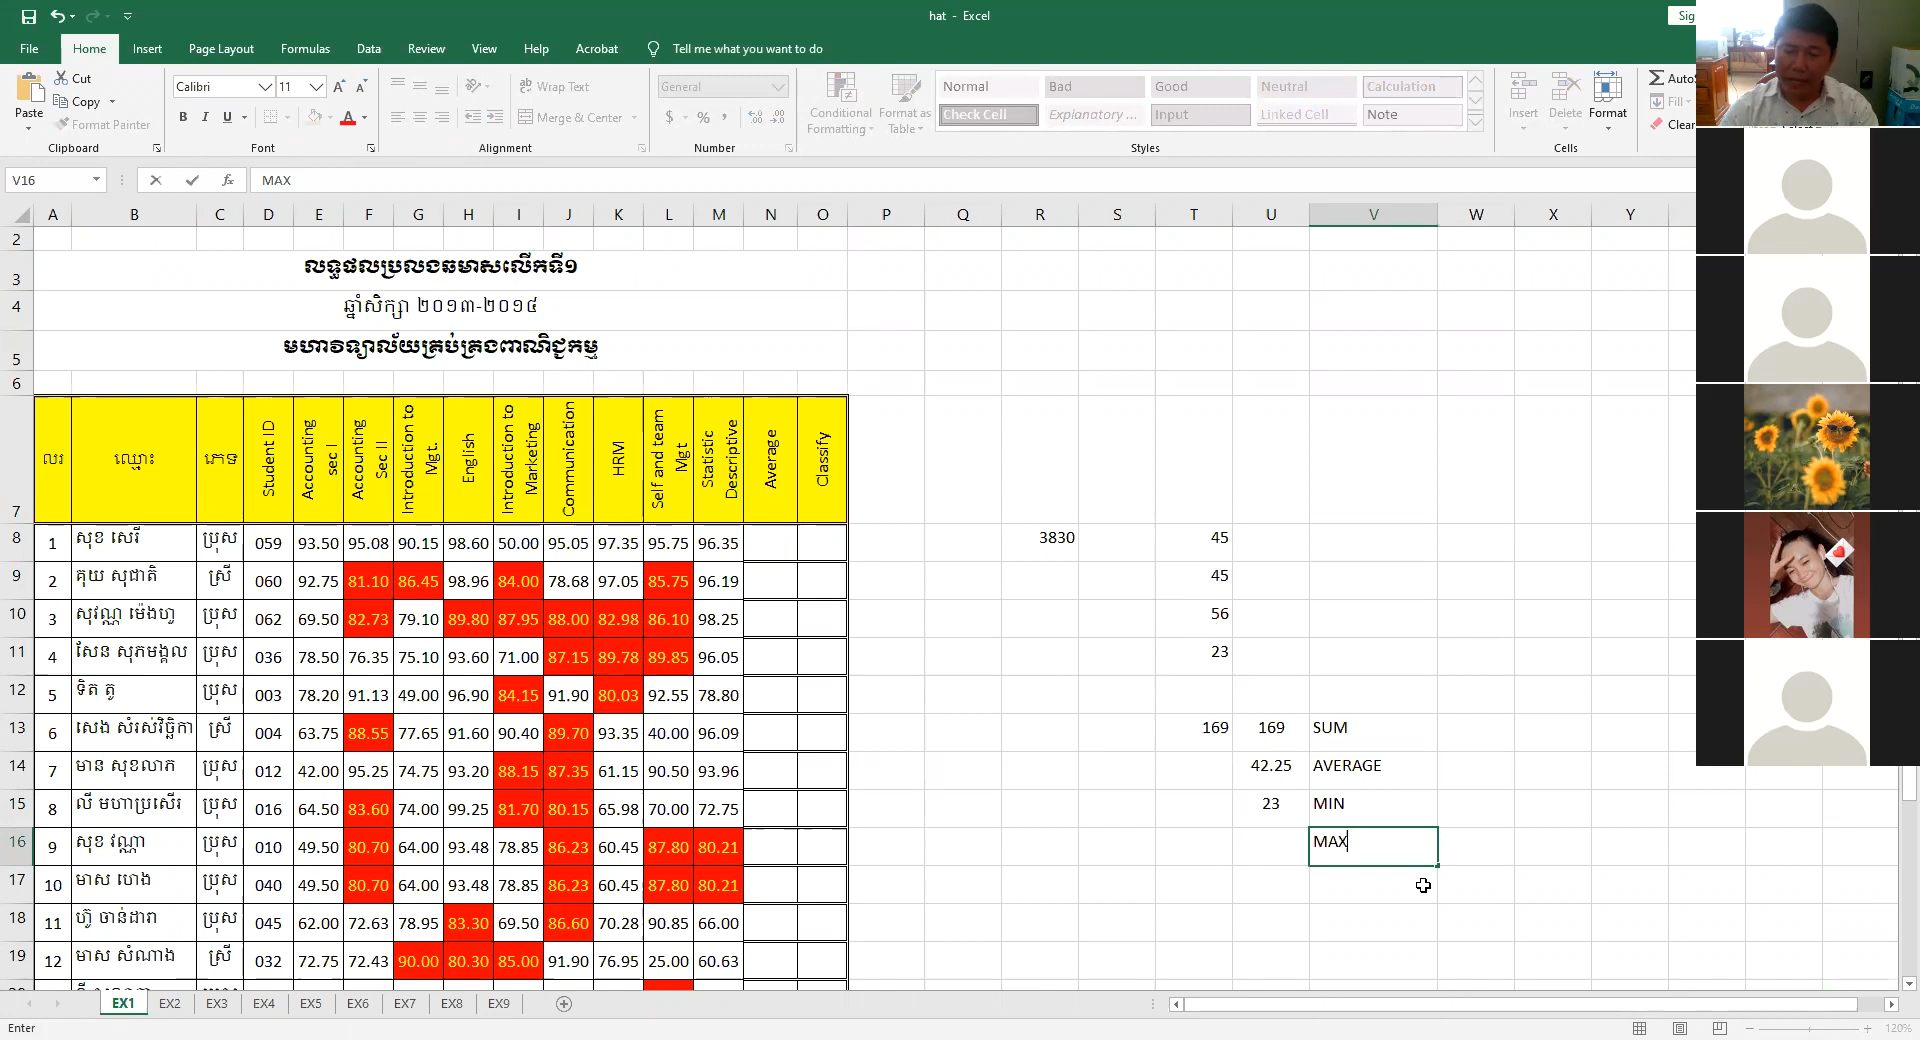 hat - Excel
Sig
File Home Insert Page Layout Formulas Data Review View Help Acrobat Tell me what you want to do
Cut
Copy
Format Painter
Paste
Clipboard
Calibri 11
B I U
Font
Wrap Text
Merge & Center
Alignment
General
$ % ,
Number
Conditional Formatting
Format as Table
Normal Bad Good Neutral Calculation
Check Cell Explanatory ... Input Linked Cell Note
Styles
Insert Delete Format
Cells
Auto
Fill
Clear
V16 fx MAX
A B C D E F G H I J K L M N O P Q R S T U V W X Y
2
3 លទ្ធផលប្រលងឆមាសលើកទី១
4 ឆ្នាំសិក្សា ២០១៣-២០១៤
5 មហាវិទ្យាល័យគ្រប់គ្រងពាណិជ្ជកម្ម
6
7 លរ ឈ្មោះ ភេទ Student ID Accounting sec I Accounting Sec II Introduction to Mgt. English Introduction to Marketing Communication HRM Self and team Mgt Statistic Descriptive Average Classify
8 1 សុខ សេរី ប្រុស 059 93.50 95.08 90.15 98.60 50.00 95.05 97.35 95.75 96.35 3830 45
9 2 គុយ សុជាតិ ស្រី 060 92.75 81.10 86.45 98.96 84.00 78.68 97.05 85.75 96.19 45
10 3 សុវណ្ណ ម៉េងហូ ប្រុស 062 69.50 82.73 79.10 89.80 87.95 88.00 82.98 86.10 98.25 56
11 4 សែន សុភមង្គល ប្រុស 036 78.50 76.35 75.10 93.60 71.00 87.15 89.78 89.85 96.05 23
12 5 ទិត តូ ប្រុស 003 78.20 91.13 49.00 96.90 84.15 91.90 80.03 92.55 78.80
13 6 សេង សំរស់វិច្ឆិកា ស្រី 004 63.75 88.55 77.65 91.60 90.40 89.70 93.35 40.00 96.09 169 169 SUM
14 7 មាន សុខលាភ ប្រុស 012 42.00 95.25 74.75 93.20 88.15 87.35 61.15 90.50 93.96 42.25 AVERAGE
15 8 លី មហាប្រសើរ ប្រុស 016 64.50 83.60 74.00 99.25 81.70 80.15 65.98 70.00 72.75 23 MIN
16 9 សុខ វណ្ណា ប្រុស 010 49.50 80.70 64.00 93.48 78.85 86.23 60.45 87.80 80.21 MAX
17 10 មាស ហេង ប្រុស 040 49.50 80.70 64.00 93.48 78.85 86.23 60.45 87.80 80.21
18 11 ហ៊ូ ចាន់ដារា ប្រុស 045 62.00 72.63 78.95 83.30 69.50 86.60 70.28 90.85 66.00
19 12 មាស សំណាង ស្រី 032 72.75 72.43 90.00 80.30 85.00 91.90 76.95 25.00 60.63
EX1 EX2 EX3 EX4 EX5 EX6 EX7 EX8 EX9
Enter
120%